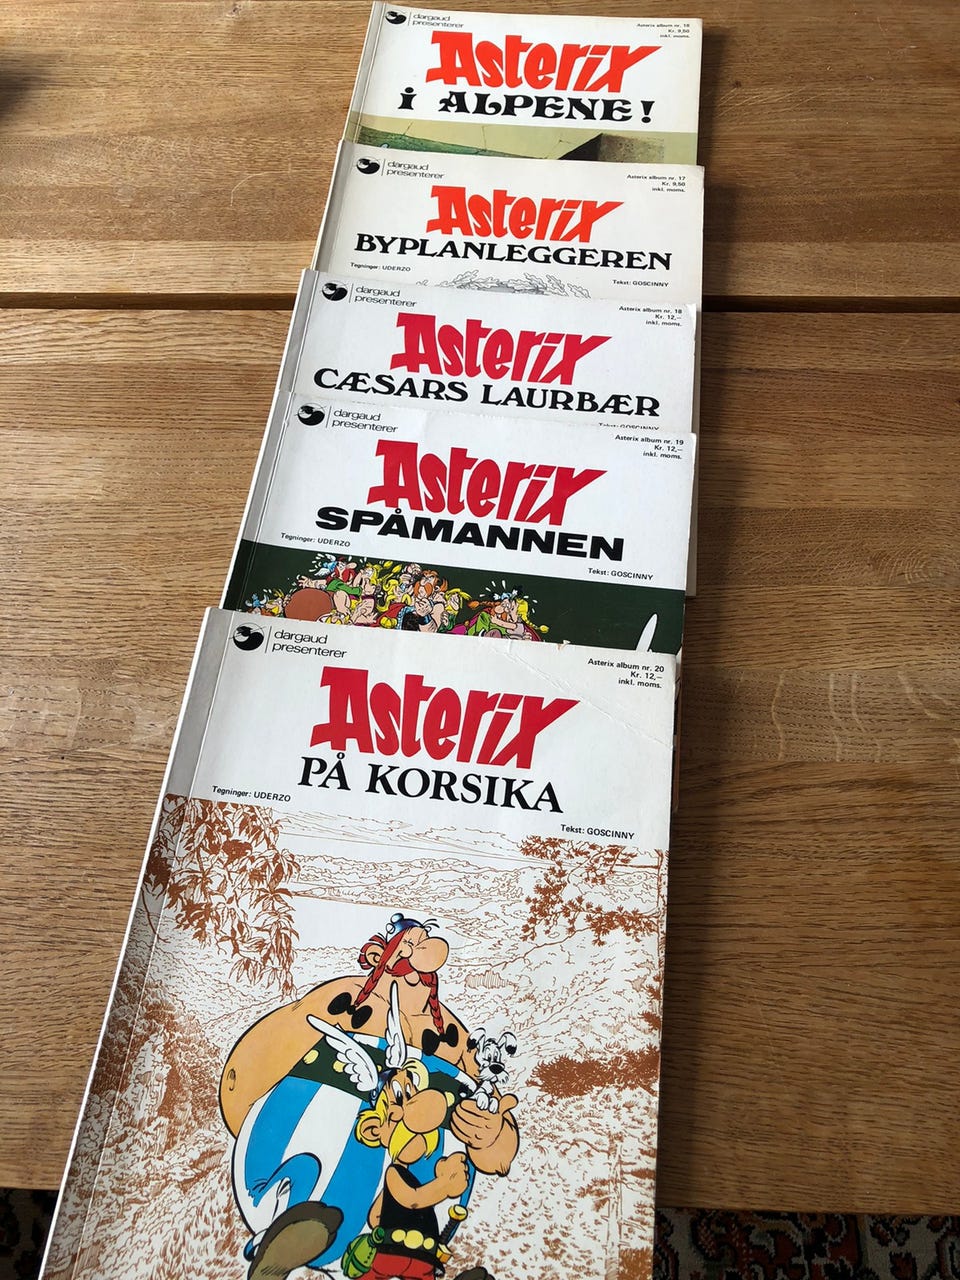 dargaud
presenterer
Asterix album nr. 16
Kr. 9,50
inkl. moms.
Asterix
i ALPENE!
dargaud
presenterer
Asterix album nr. 17
Kr. 9,50
inkl. moms.
Asterix
BYPLANLEGGEREN
Tegninger: UDERZO
Tekst: GOSCINNY
dargaud
presenterer
Asterix album nr. 18
Kr. 12,–
inkl. moms.
Asterix
CÆSARS LAURBÆR
Tekst: GOSCINNY
dargaud
presenterer
Asterix album nr. 19
Kr. 12,–
inkl. moms.
Asterix
SPÅMANNEN
Tegninger: UDERZO
Tekst: GOSCINNY
dargaud
presenterer
Asterix album nr. 20
Kr. 12,–
inkl. moms.
Asterix
PÅ KORSIKA
Tegninger: UDERZO
Tekst: GOSCINNY